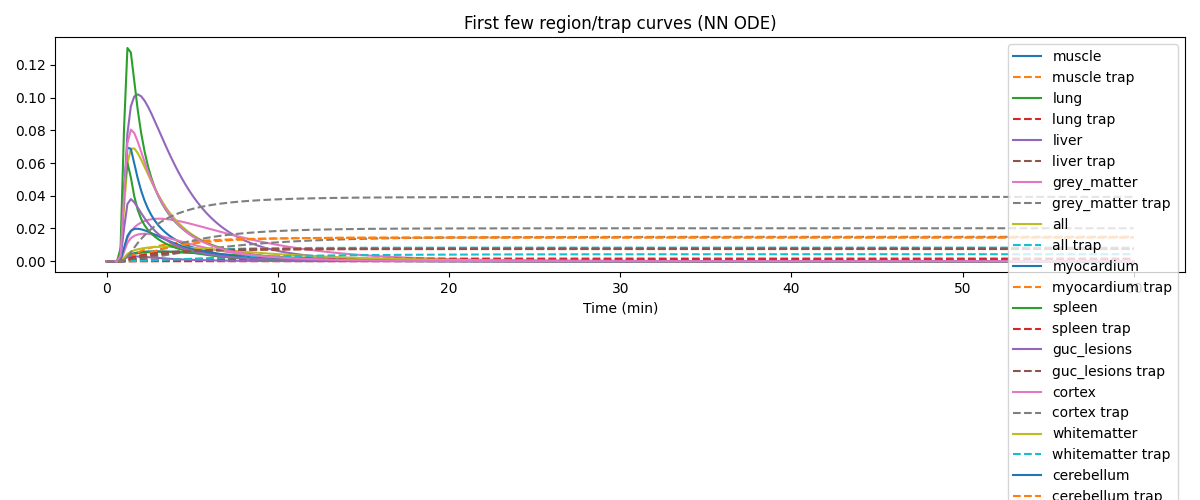 First few region/trap curves (NN ODE)
0.12
0.10
0.08
0.06
0.04
0.02
0.00
0 10 20 30 40 50
Time (min)
muscle
muscle trap
lung
lung trap
liver
liver trap
grey_matter
grey_matter trap
all
all trap
myocardium
myocardium trap
spleen
spleen trap
guc_lesions
guc_lesions trap
cortex
cortex trap
whitematter
whitematter trap
cerebellum
cerebellum trap